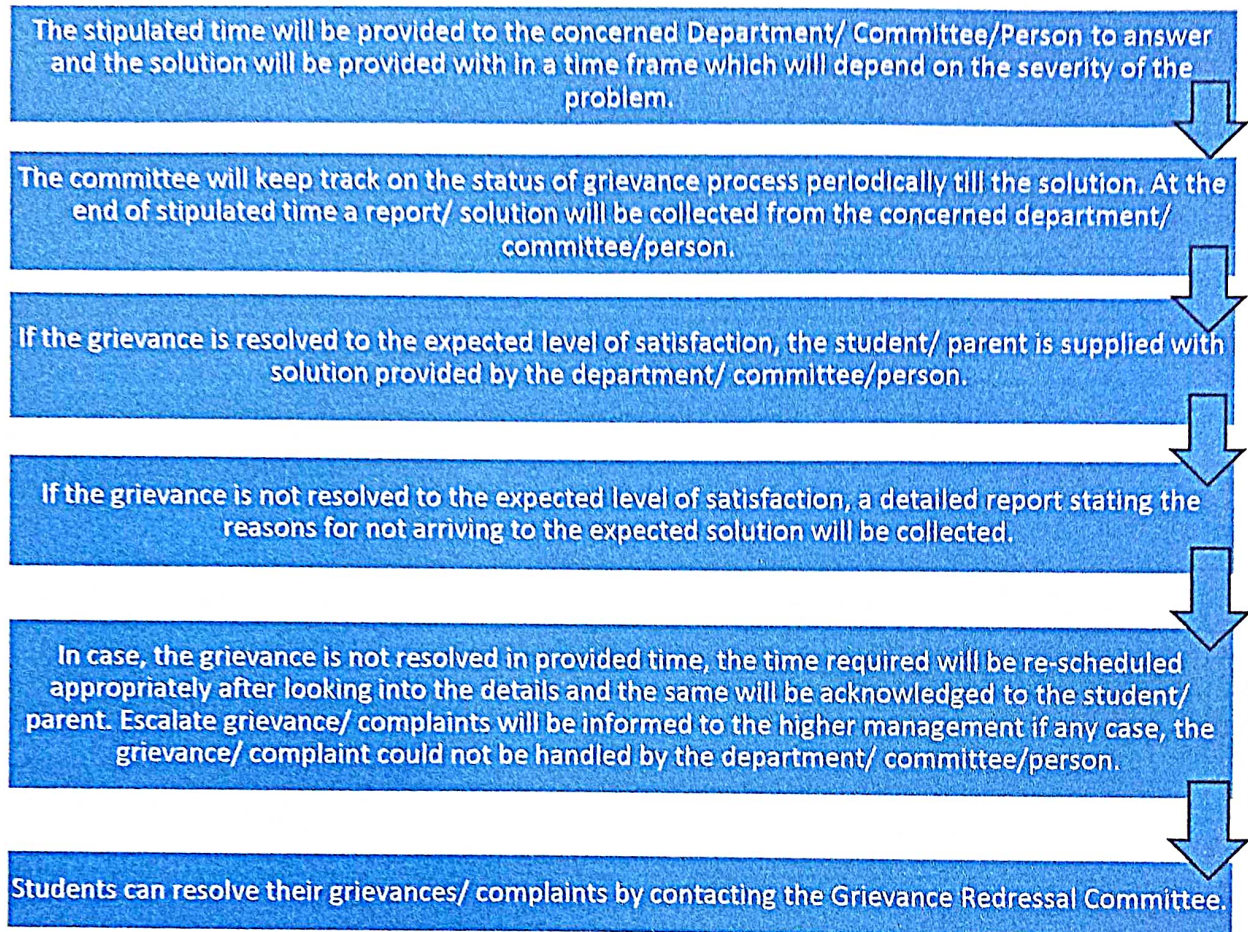 The stipulated time will be provided to the concerned Department/ Committee/Person to answer
and the solution will be provided with in a time frame which will depend on the severity of the
problem.
The committee will keep track on the status of grievance process periodically till the solution. At the
end of stipulated time a report/ solution will be collected from the concerned department/
committee/person.
If the grievance is resolved to the expected level of satisfaction, the student/ parent is supplied with
solution provided by the department/ committee/person.
If the grievance is not resolved to the expected level of satisfaction, a detailed report stating the
reasons for not arriving to the expected solution will be collected.
In case, the grievance is not resolved in provided time, the time required will be re-scheduled
appropriately after looking into the details and the same will be acknowledged to the student/
parent. Escalate grievance/ complaints will be informed to the higher management if any case, the
grievance/ complaint could not be handled by the department/ committee/person.
Students can resolve their grievances/ complaints by contacting the Grievance Redressal Committee.